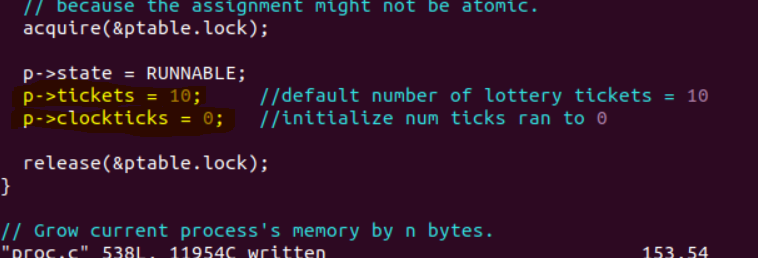 // because the assignment might not be atomic.
acquire(&ptable.lock);
p->state = RUNNABLE;
p->tickets = 10; //default number of lottery tickets = 10
p->clockticks = 0; //initialize num ticks ran to 0
release(&ptable.lock);
}
// Grow current process's memory by n bytes.
"proc.c" 538L, 11954C written 153,54